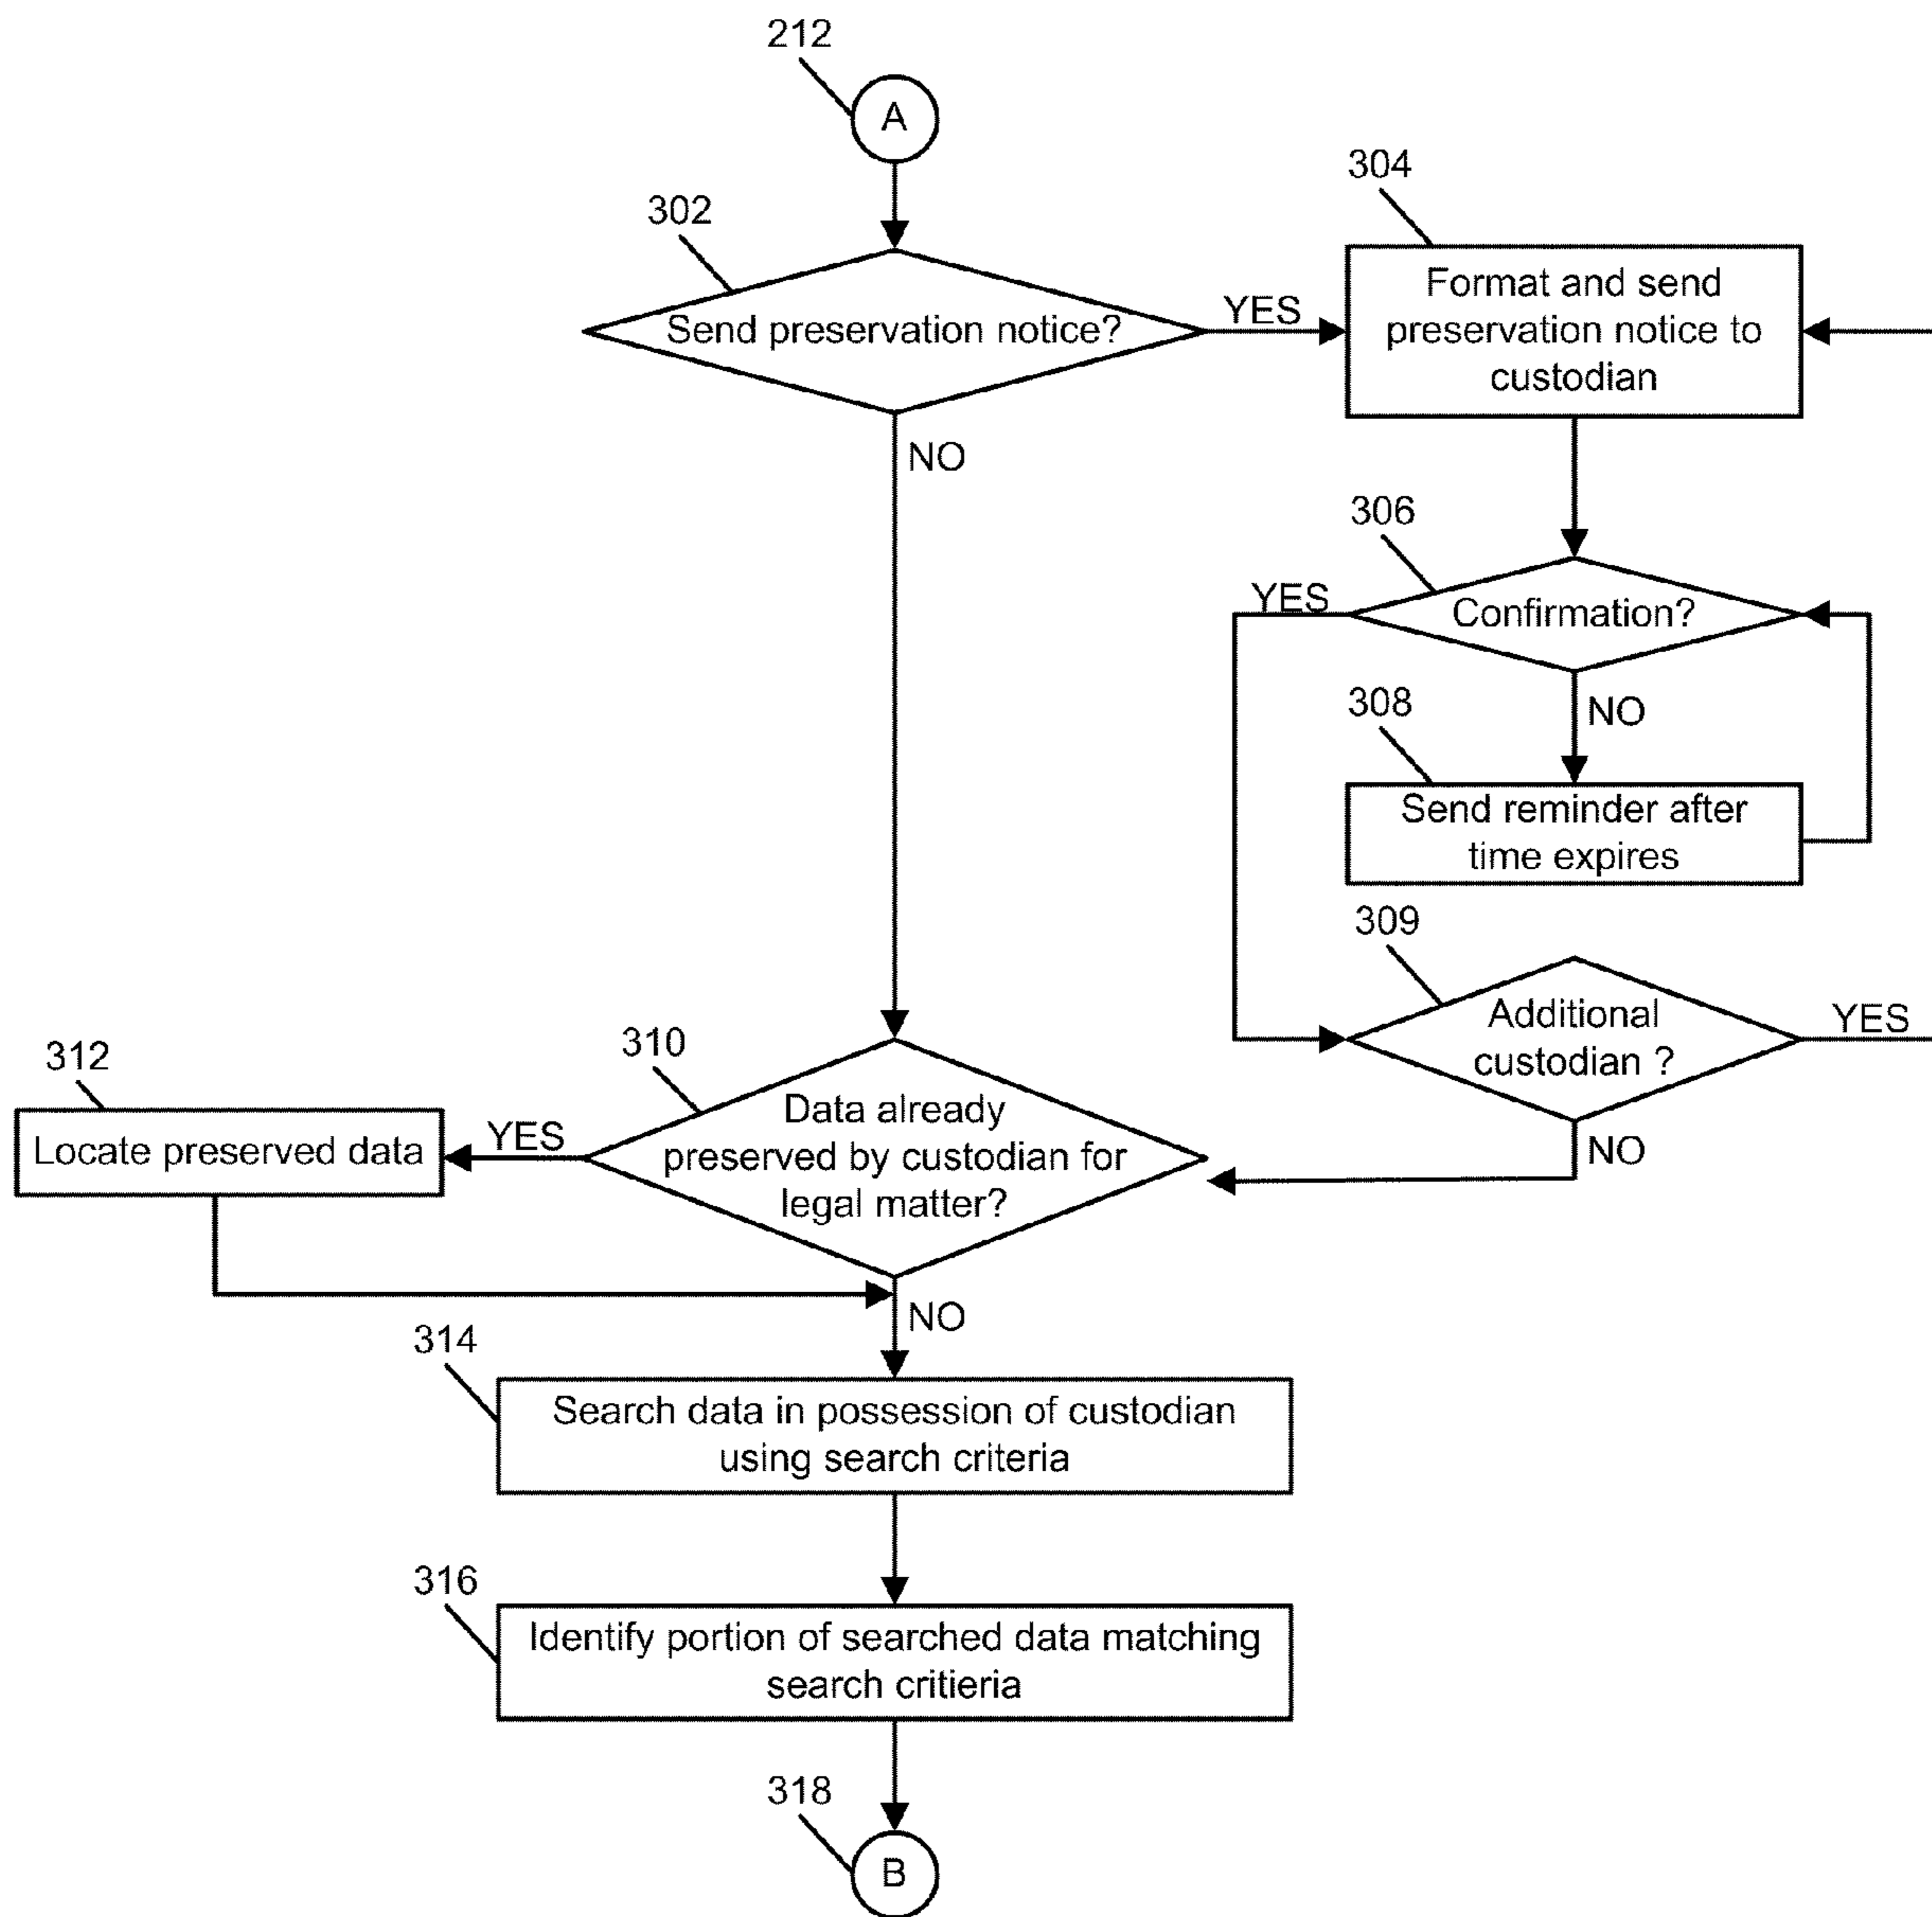 212
A
302
304
Send preservation notice?
YES
Format and send
preservation notice to
custodian
NO
306
YES
Confirmation?
308
NO
Send reminder after
time expires
309
Additional
custodian ?
YES
NO
310
312
Data already
preserved by custodian for
legal matter?
YES
Locate preserved data
NO
314
Search data in possession of custodian
using search criteria
316
Identify portion of searched data matching
search critieria
318
B